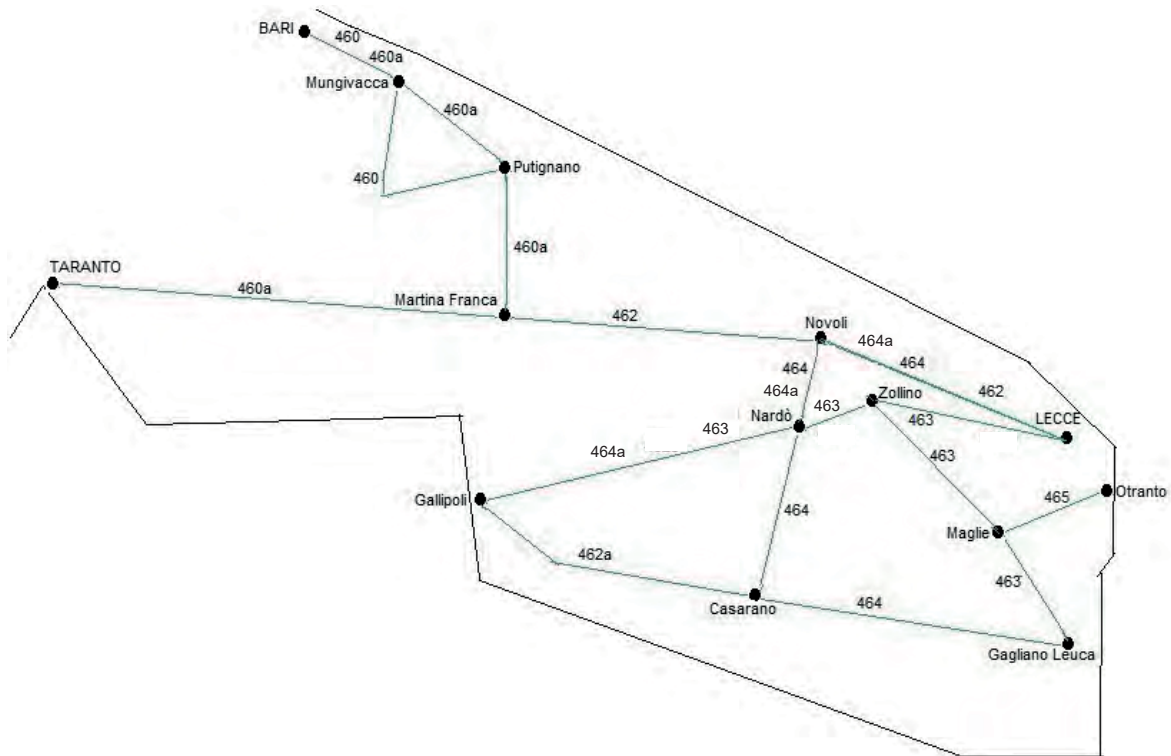 BARI
460
460a
Mungivacca
460a
460
Putignano
460a
TARANTO
460a
Martina Franca
462
Novoli
464a
464
464
464a
Zollino
462
Nardò
463
463
LECCE
463
464a
463
465
Otranto
Gallipoli
464
Maglie
462a
463
Casarano
464
Gagliano Leuca